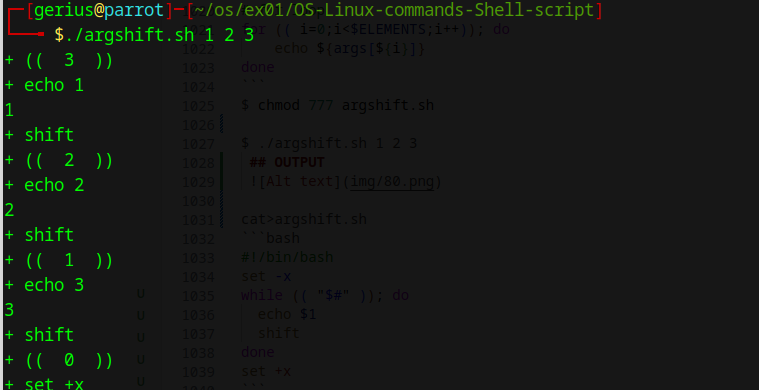 ┌─[gerius@parrot]─[~/os/ex01/OS-Linux-commands-Shell-script]
└──╼ $./argshift.sh 1 2 3
+ ((  3  ))
+ echo 1
1
+ shift
+ ((  2  ))
+ echo 2
2
+ shift
+ ((  1  ))
+ echo 3
3
+ shift
+ ((  0  ))
+ set +x
for (( i=0;i<$ELEMENTS;i++)); do
1022 echo ${args[${i}]}
1023 done
1024 ```
1025 $ chmod 777 argshift.sh
1026
1027 $ ./argshift.sh 1 2 3
1028 ## OUTPUT
1029 ![Alt text](img/80.png)
1030
1031 cat>argshift.sh
1032 ```bash
1033 #!/bin/bash
1034 set -x
1035 while (( "$#" )); do
1036 echo $1
1037 shift
1038 done
1039 set +x
U
U
U
U
U